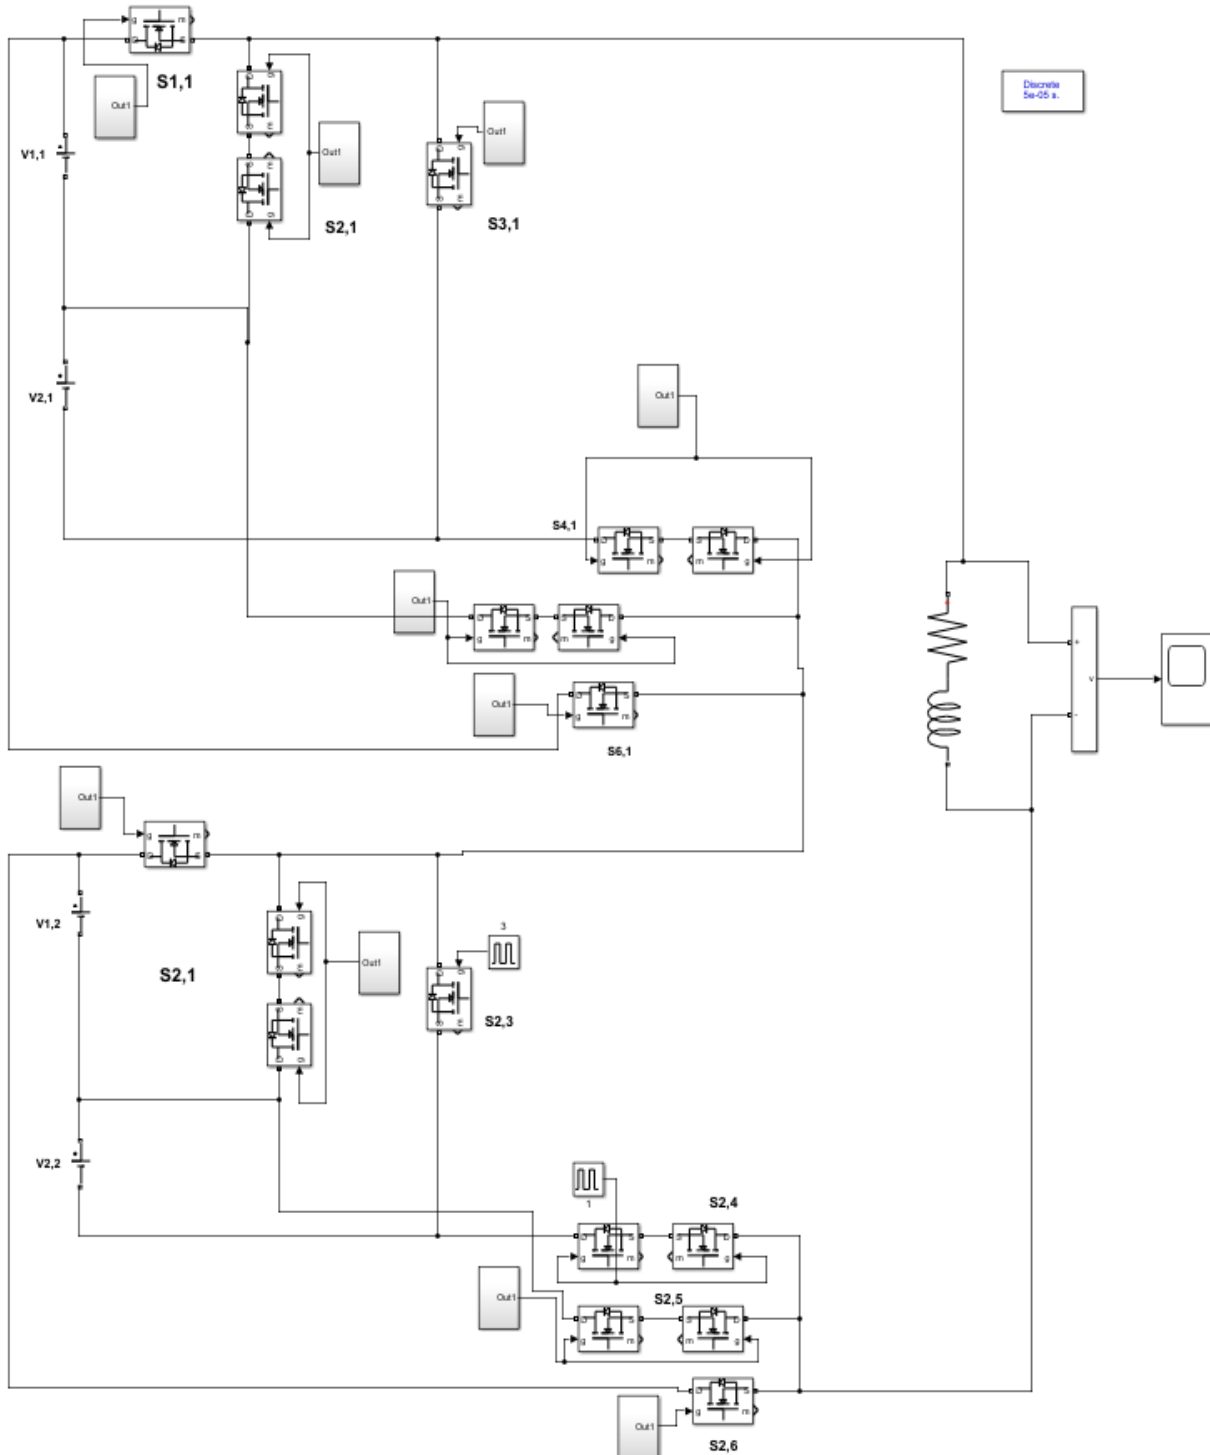 g
m
D
S
S1,1
Out1
Discrete
5e-05 s.
V1,1
Out1
S2,1
Out1
S3,1
V2,1
Out1
S4,1
D
S
S
D
g
m
m
g
Out1
D
S
S
D
g
m
m
g
Out1
D
S
g
m
S6,1
+
v
-
Out1
g
m
D
S
V1,2
S2,1
Out1
3
S2,3
V2,2
1
S2,4
D
S
S
D
g
m
m
g
Out1
S2,5
D
S
S
D
g
m
m
g
Out1
D
S
g
m
S2,6